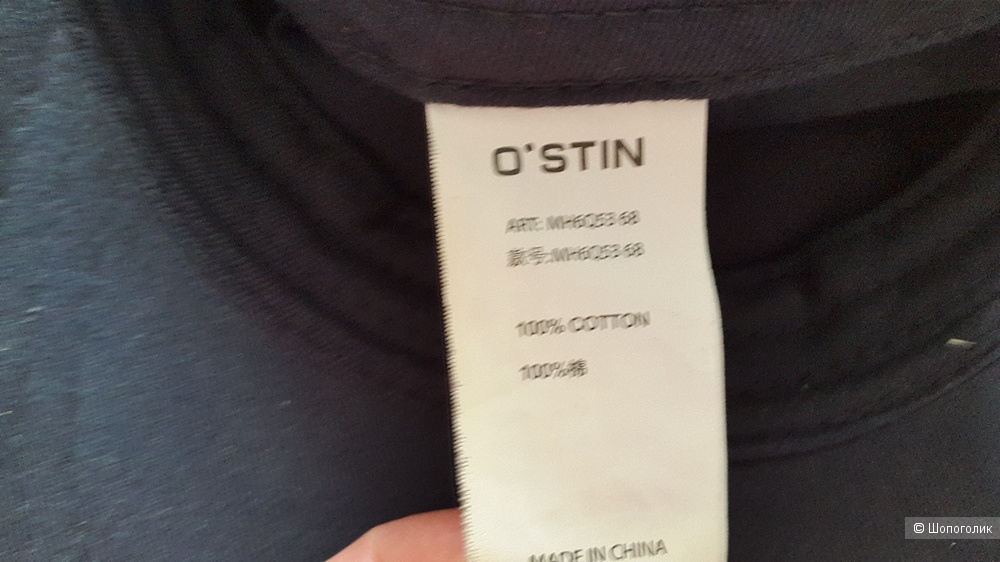 O'STIN
ART: MH6Q53 68
款号:MH6Q53 68
100% COTTON
100%棉
MADE IN CHINA
© Шопоголик